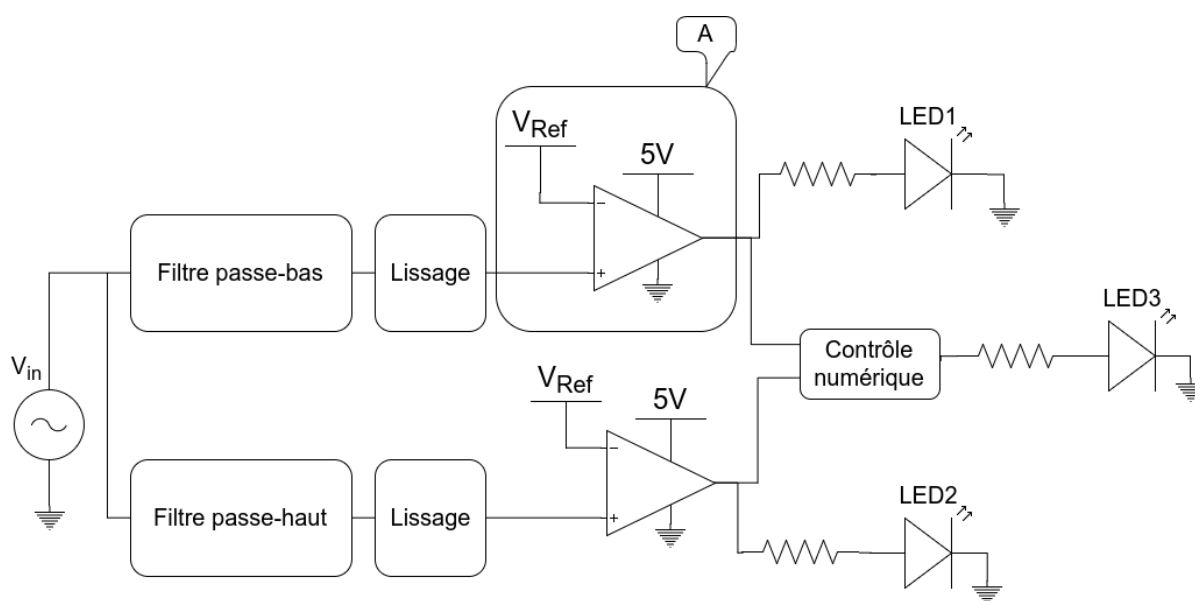 A
V_Ref
5V
LED1
Filtre passe-bas
Lissage
−
+
LED3
V_in
Contrôle
numérique
V_Ref
5V
−
+
Filtre passe-haut
Lissage
LED2